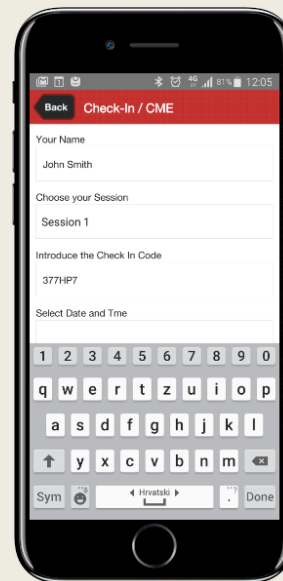 4G 81% 12:05
Back Check-In / CME
Your Name
John Smith
Choose your Session
Session 1
Introduce the Check In Code
377HP7
Select Date and Tme
1 2 3 4 5 6 7 8 9 0
q w e r t z u i o p
a s d f g h j k l
y x c v b n m
Sym Hrvatski . Done